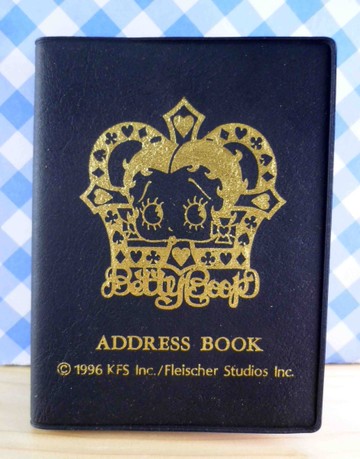 Betty Boop
ADDRESS BOOK
© 1996 KFS Inc./Fleischer Studios Inc.